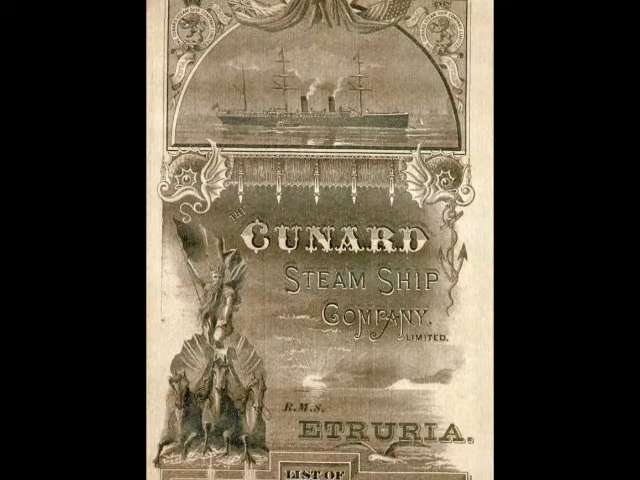 THE
CUNARD
STEAM SHIP
COMPANY.
LIMITED.
R.M.S.
ETRURIA.
LIST OF